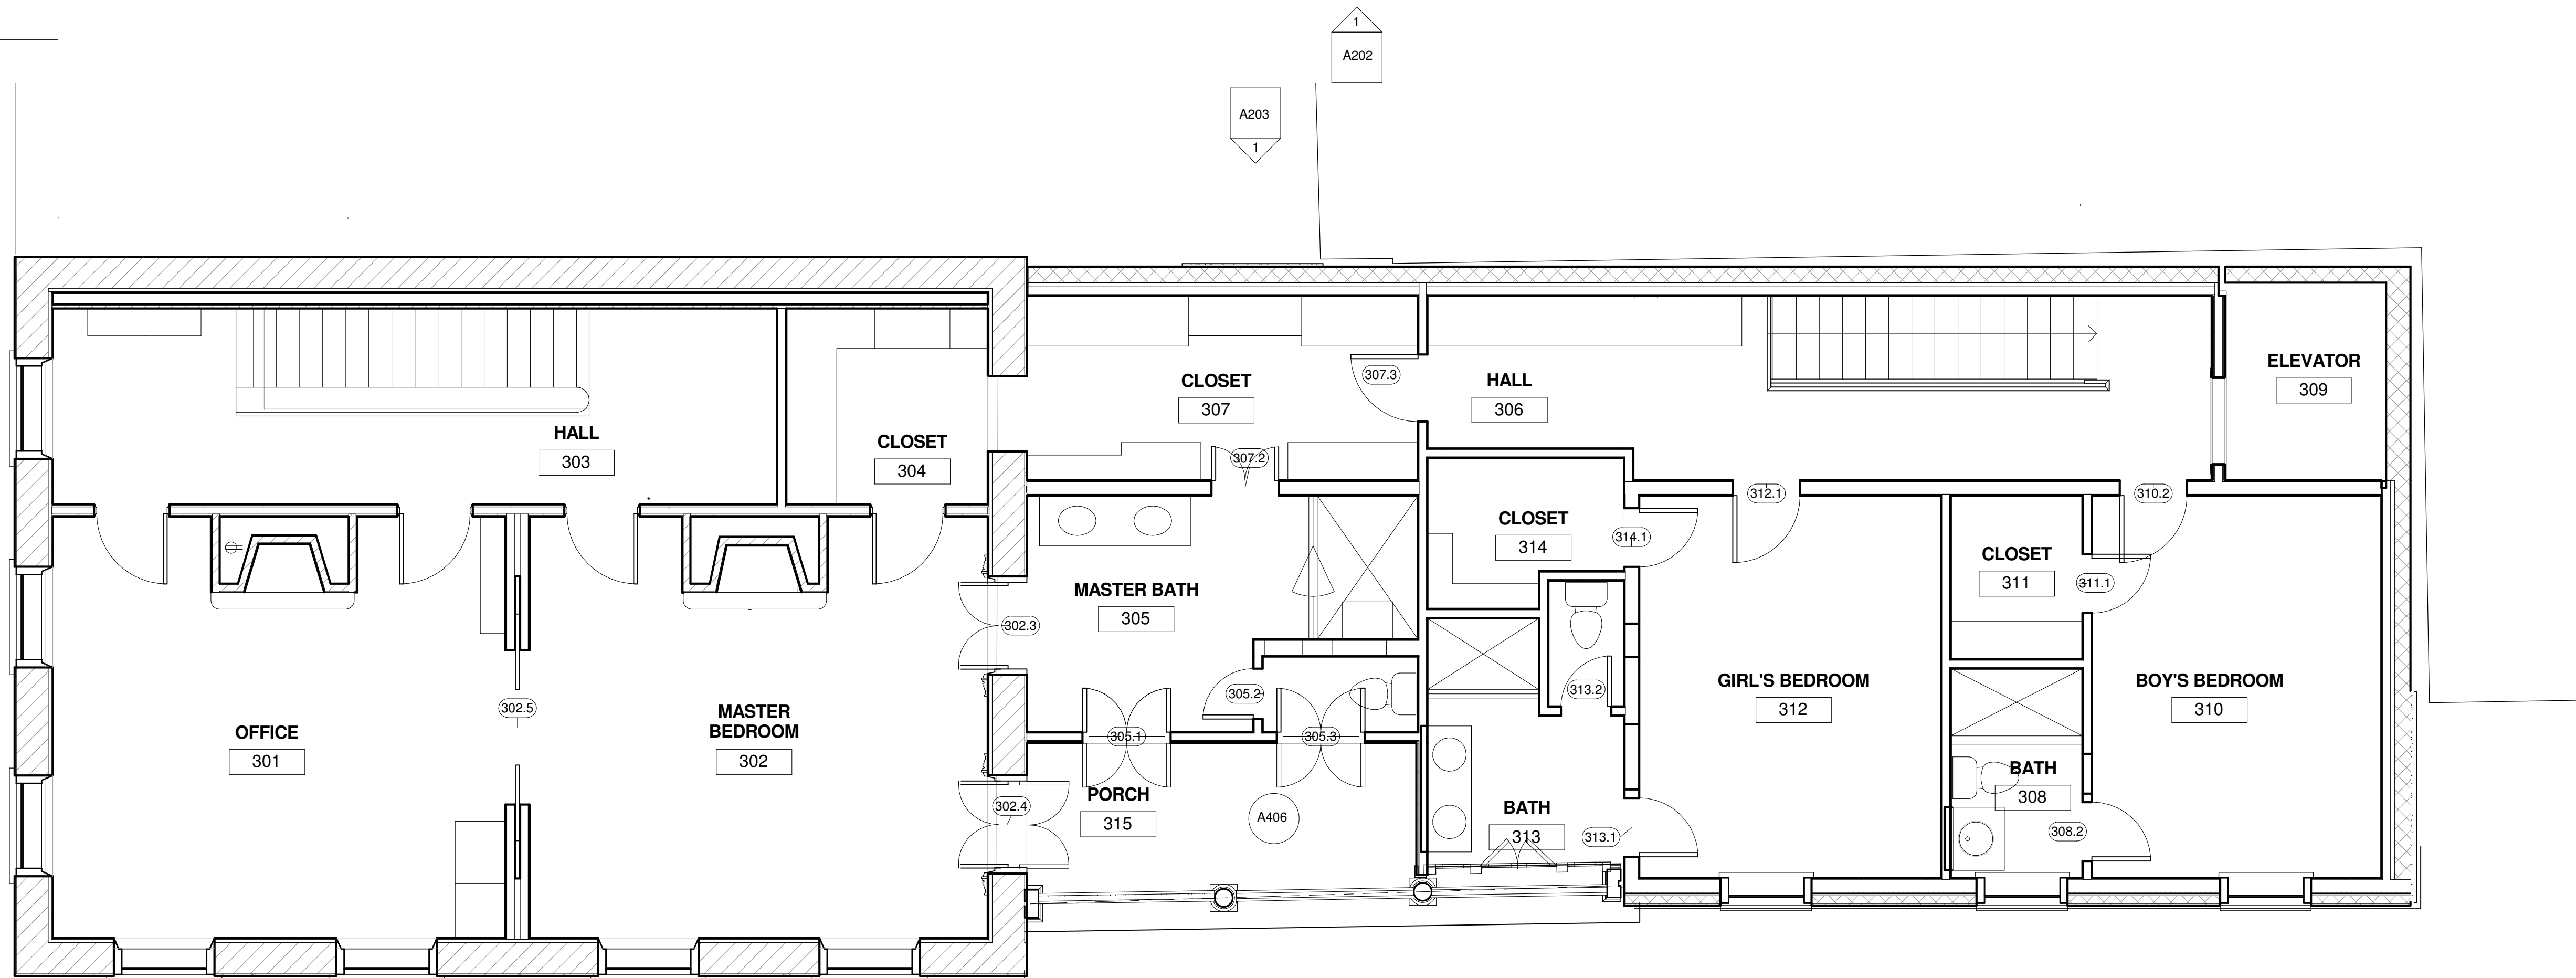 1
A202
A203
1
307.3
CLOSET
307
HALL
306
ELEVATOR
309
HALL
303
CLOSET
304
307.2
312.1
310.2
CLOSET
314
314.1
CLOSET
311
311.1
MASTER BATH
305
302.3
313.2
305.2
GIRL'S BEDROOM
312
BOY'S BEDROOM
310
302.5
OFFICE
301
MASTER
BEDROOM
302
305.1
305.3
BATH
308
PORCH
315
302.4
A406
BATH
313
313.1
308.2